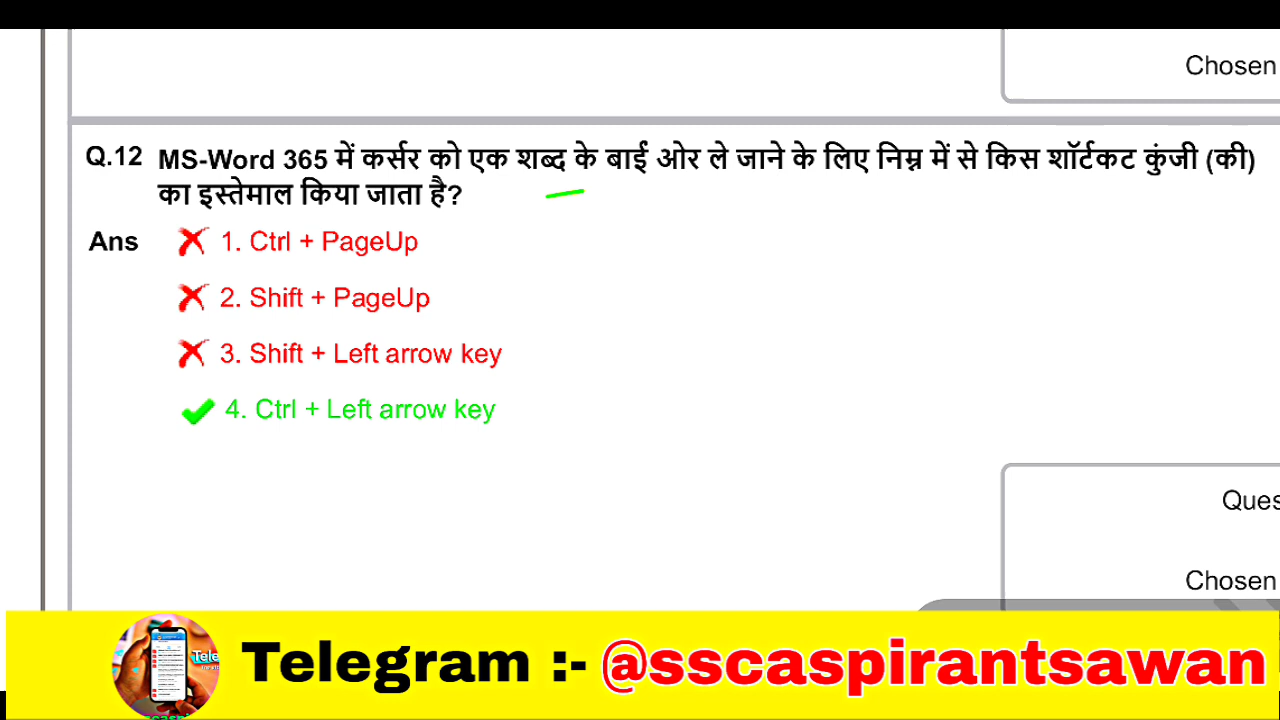 Chosen
Q.12 MS-Word 365 में कर्सर को एक शब्द के बाईं ओर ले जाने के लिए निम्न में से किस शॉर्टकट कुंजी (की)
का इस्तेमाल किया जाता है?
Ans 1. Ctrl + PageUp
2. Shift + PageUp
3. Shift + Left arrow key
4. Ctrl + Left arrow key
Ques
Chosen
Telegram :- @sscaspirantsawan